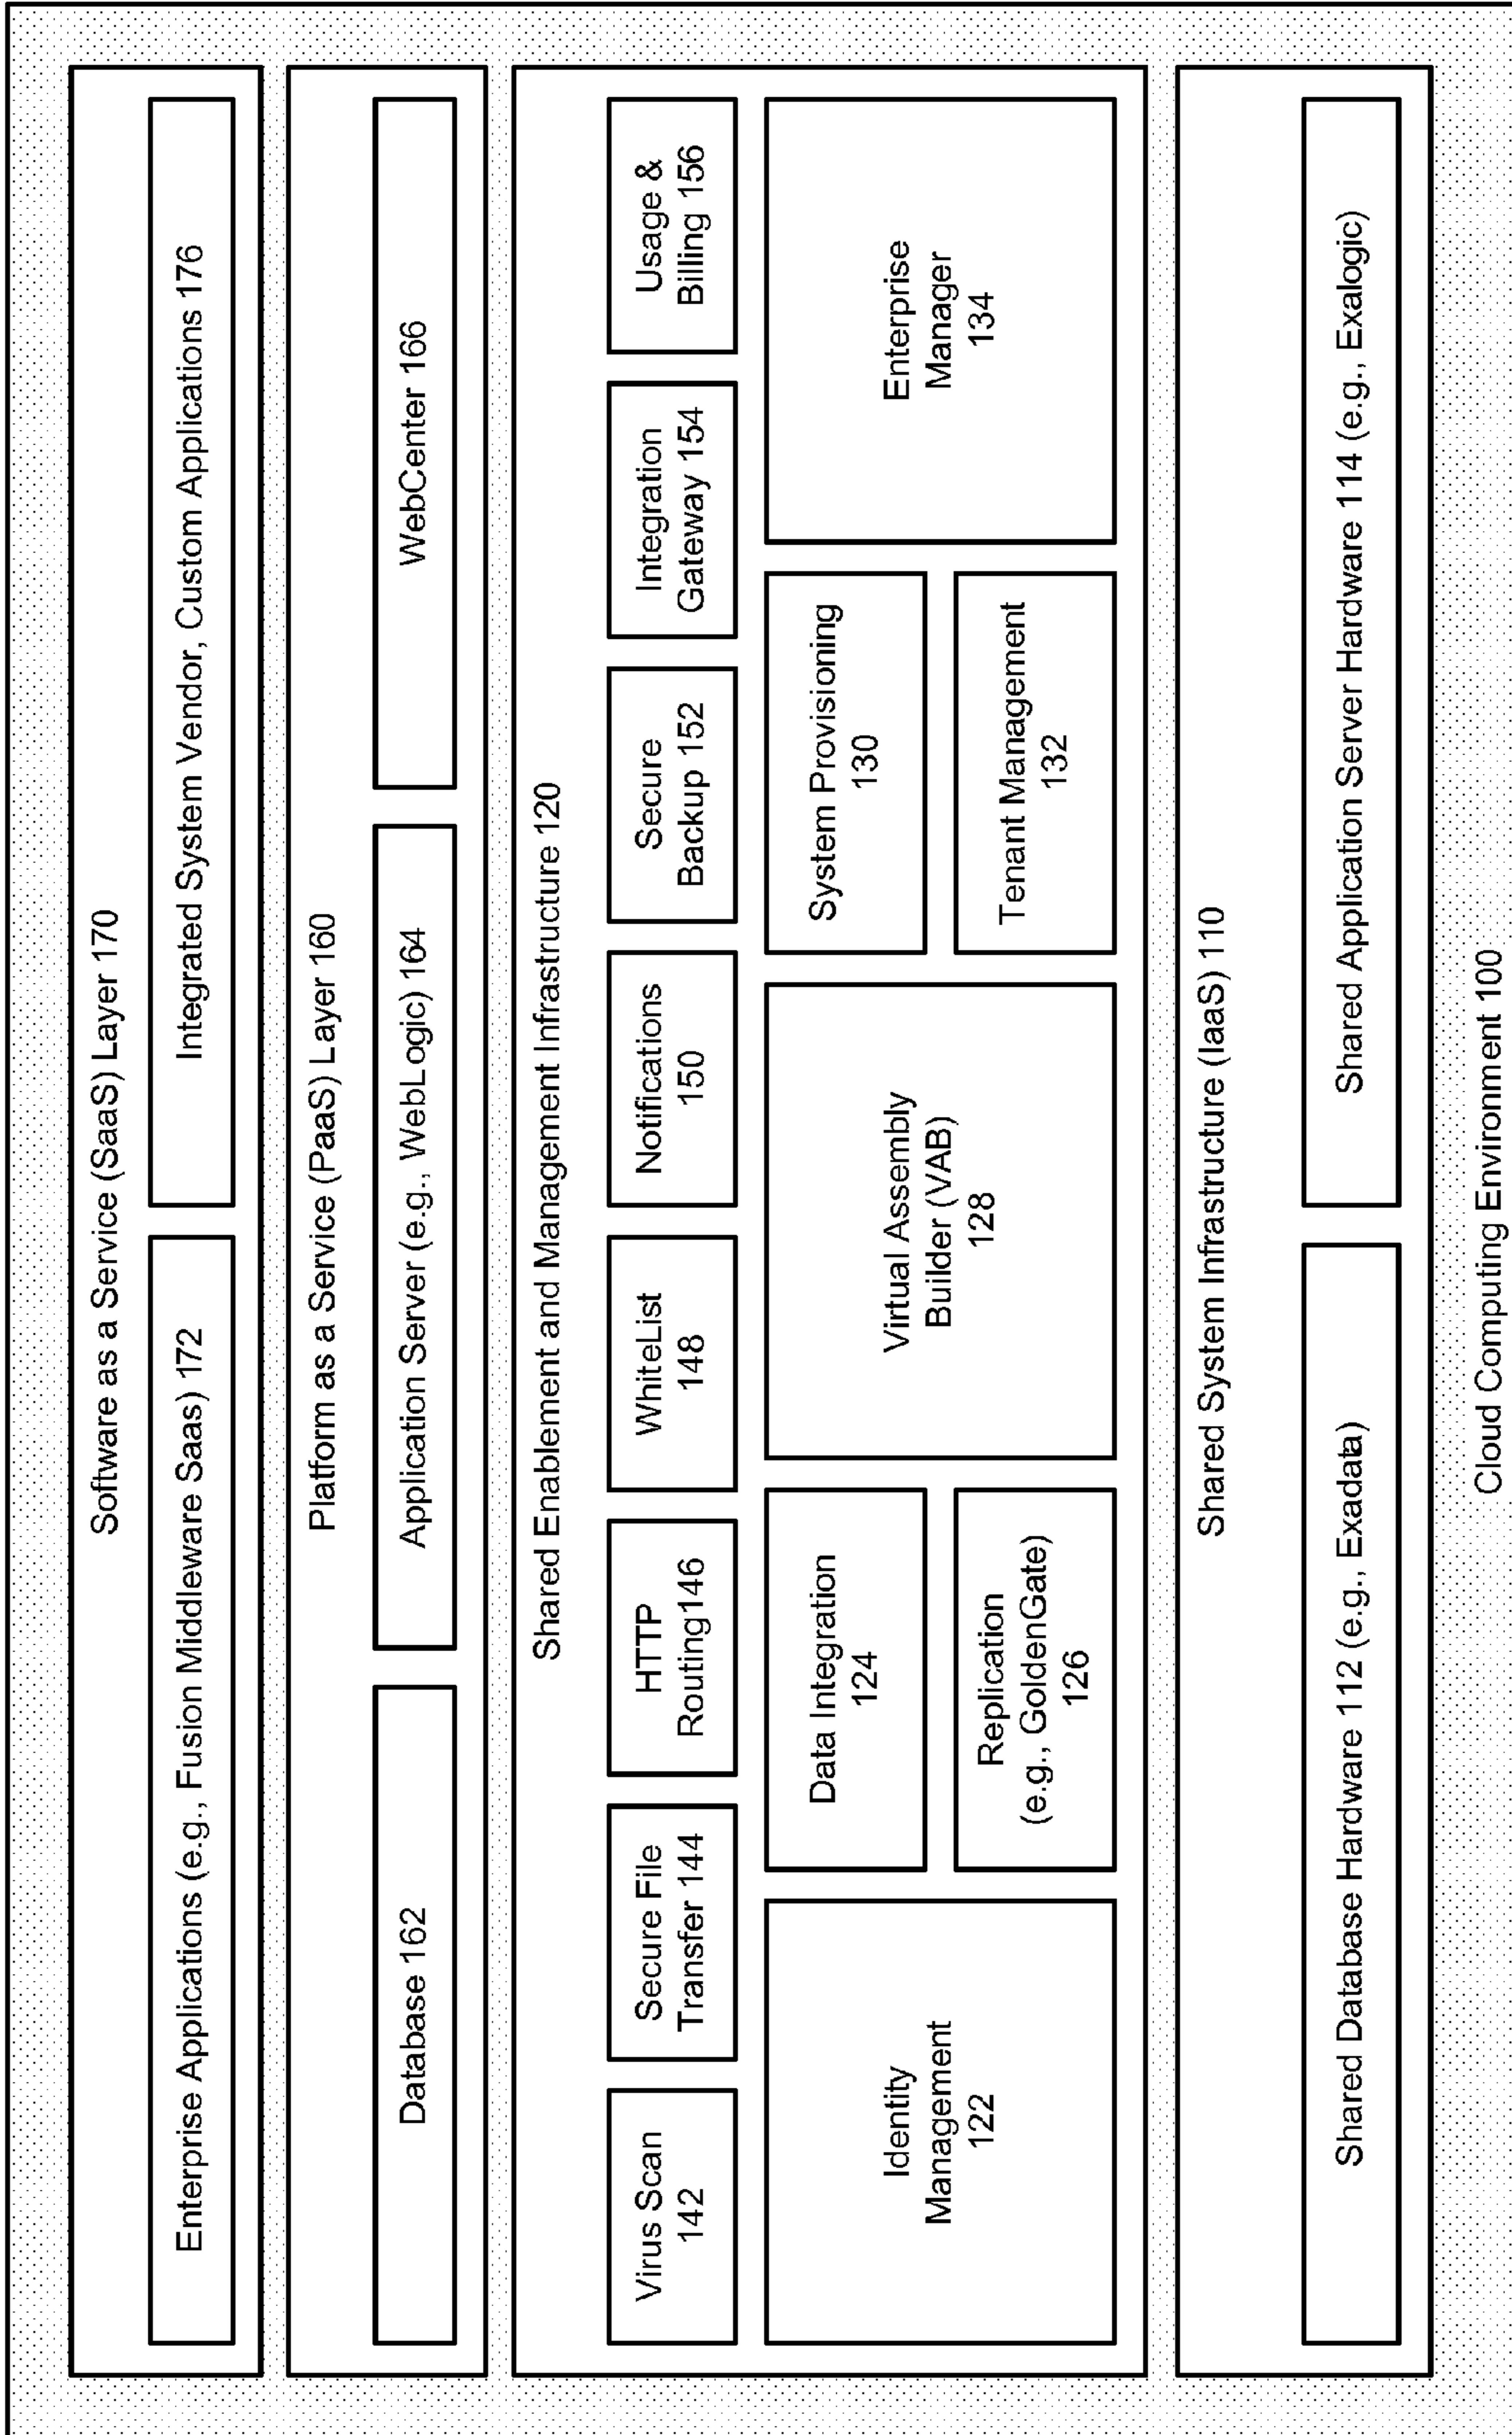 Software as a Service (SaaS) Layer 170
Enterprise Applications (e.g., Fusion Middleware Saas) 172
Integrated System Vendor, Custom Applications 176
Platform as a Service (PaaS) Layer 160
Database 162
Application Server (e.g., WebLogic) 164
WebCenter 166
Shared Enablement and Management Infrastructure 120
Virus Scan
142
Secure File
Transfer 144
HTTP
Routing146
WhiteList
148
Notifications
150
Secure
Backup 152
Integration
Gateway 154
Usage &
Billing 156
Identity
Management
122
Data Integration
124
Replication
(e.g., GoldenGate)
126
Virtual Assembly
Builder (VAB)
128
System Provisioning
130
Tenant Management
132
Enterprise
Manager
134
Shared System Infrastructure (IaaS) 110
Shared Database Hardware 112 (e.g., Exadata)
Shared Application Server Hardware 114 (e.g., Exalogic)
Cloud Computing Environment 100